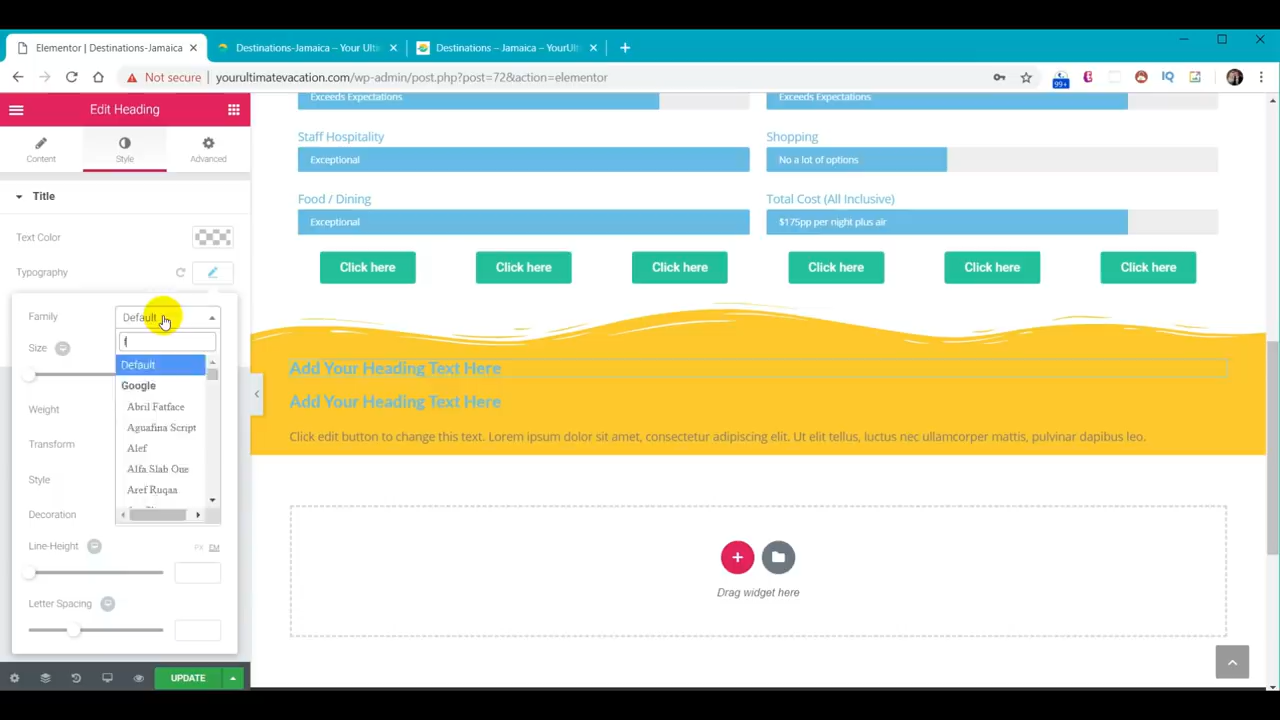 Elementor | Destinations-Jamaica
Destinations-Jamaica – Your Ulti
Destinations – Jamaica – YourUlt
Not secure
yourultimatevacation.com/wp-admin/post.php?post=72&action=elementor
99+
IQ
Edit Heading
Content
Style
Advanced
Title
Text Color
Typography
Family
Default
f
Size
Default
Google
Abril Fatface
Weight
Aguafina Script
Transform
Alef
Alfa Slab One
Style
Aref Ruqaa
Decoration
Line-Height
PX
EM
Letter Spacing
UPDATE
Exceeds Expectations
Exceeds Expectations
Staff Hospitality
Shopping
Exceptional
No a lot of options
Food / Dining
Total Cost (All Inclusive)
Exceptional
$175pp per night plus air
Click here
Click here
Click here
Click here
Click here
Click here
Add Your Heading Text Here
Add Your Heading Text Here
Click edit button to change this text. Lorem ipsum dolor sit amet, consectetur adipiscing elit. Ut elit tellus, luctus nec ullamcorper mattis, pulvinar dapibus leo.
Drag widget here